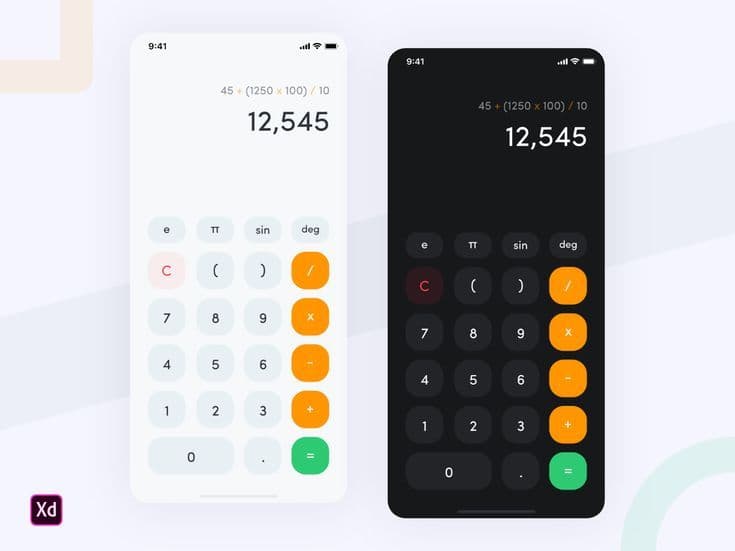 9:41
45 + (1250 x 100) / 10
12,545
e π sin deg
C ( ) /
7 8 9 x
4 5 6 -
1 2 3 +
0 . =
9:41
45 + (1250 x 100) / 10
12,545
e π sin deg
C ( ) /
7 8 9 x
4 5 6 -
1 2 3 +
0 . =
Xd